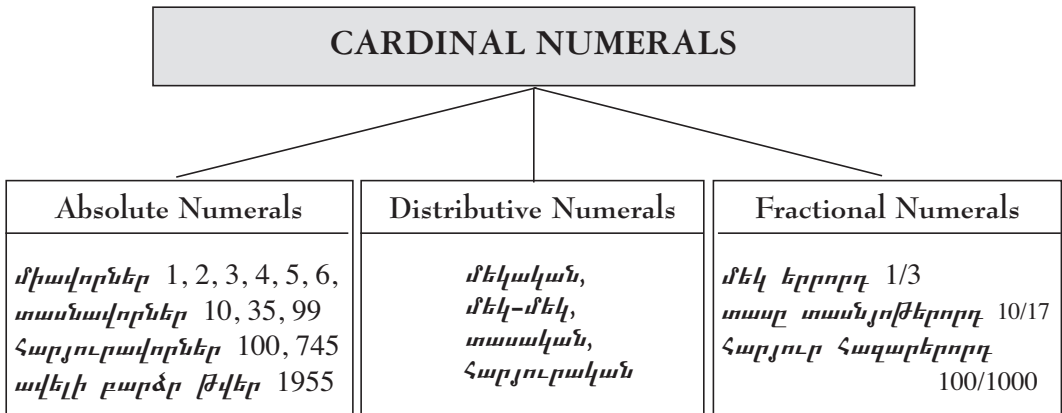 CARDINAL NUMERALS
Absolute Numerals
միավորներ 1, 2, 3, 4, 5, 6,
տասնավորներ 10, 35, 99
հարյուրավորներ 100, 745
ավելի բարձր թվեր 1955
Distributive Numerals
մեկական,
մեկ-մեկ,
տասական,
հարյուրական
Fractional Numerals
մեկ երրորդ 1/3
տասը տասնյոթերորդ 10/17
հարյուր հազարերորդ
100/1000